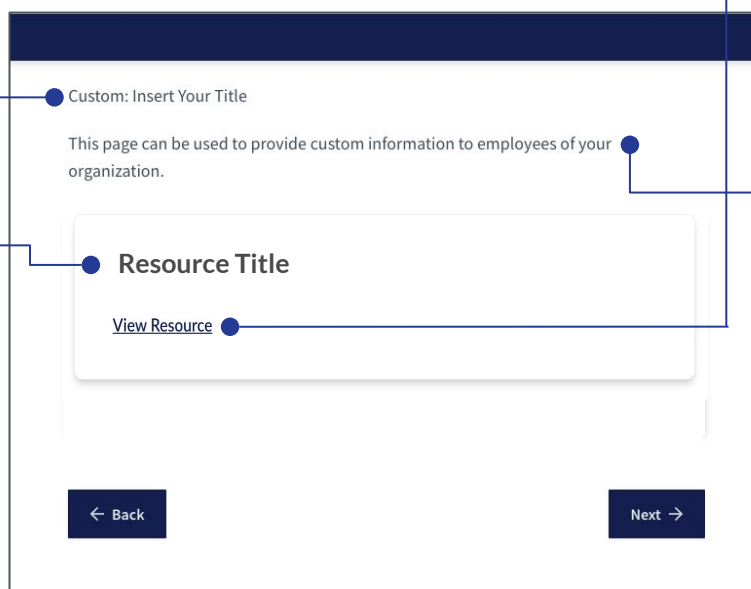 Custom: Insert Your Title
This page can be used to provide custom information to employees of your
organization.
Resource Title
View Resource
← Back
Next →